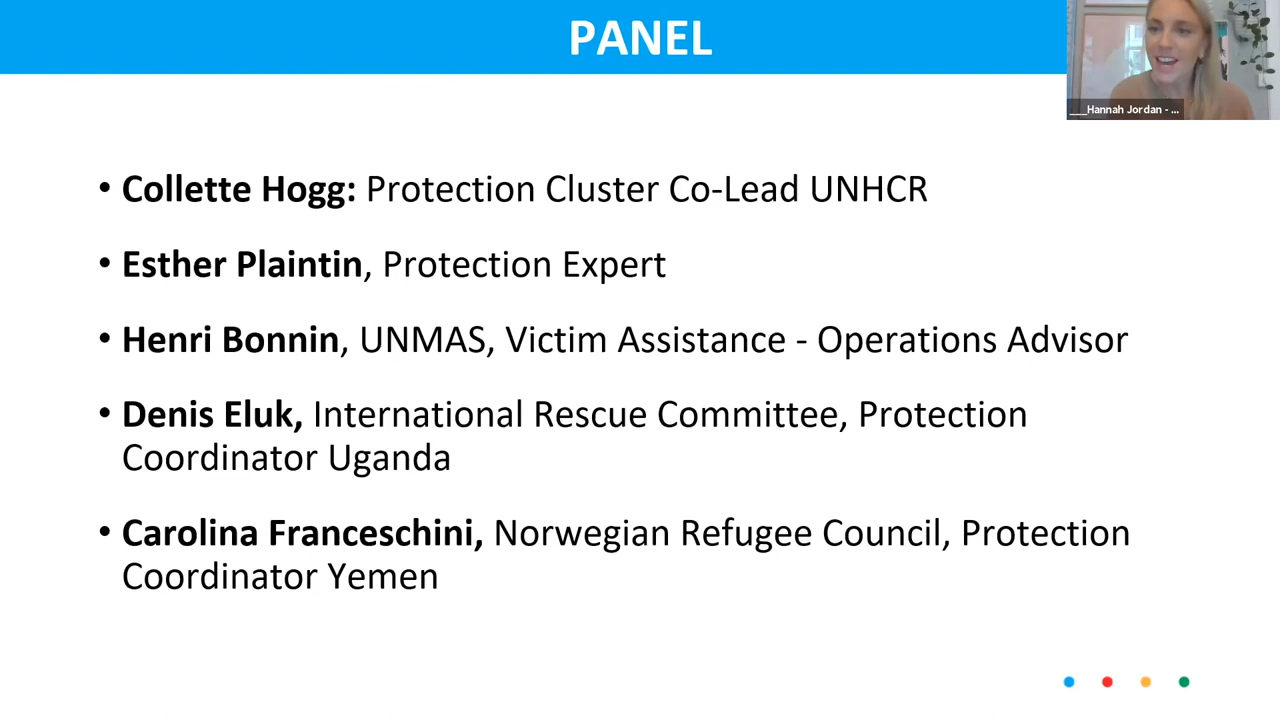 PANEL
___Hannah Jordan - ...
• Collette Hogg: Protection Cluster Co-Lead UNHCR
• Esther Plaintin, Protection Expert
• Henri Bonnin, UNMAS, Victim Assistance - Operations Advisor
• Denis Eluk, International Rescue Committee, Protection
Coordinator Uganda
• Carolina Franceschini, Norwegian Refugee Council, Protection
Coordinator Yemen